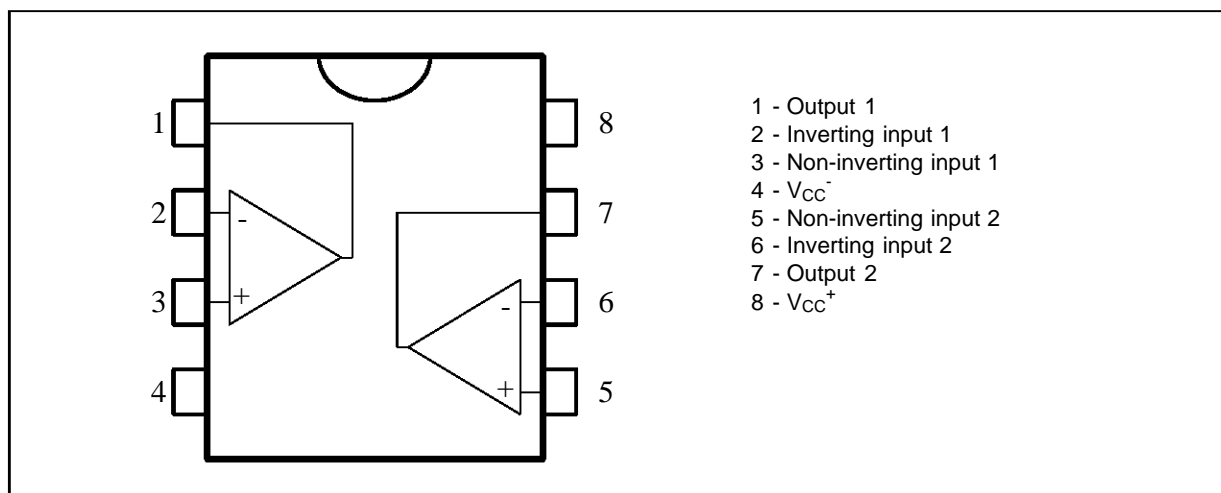 1
2
3
4
8
7
6
5
-
+
-
+
1 - Output 1
2 - Inverting input 1
3 - Non-inverting input 1
4 - VCC-
5 - Non-inverting input 2
6 - Inverting input 2
7 - Output 2
8 - VCC+